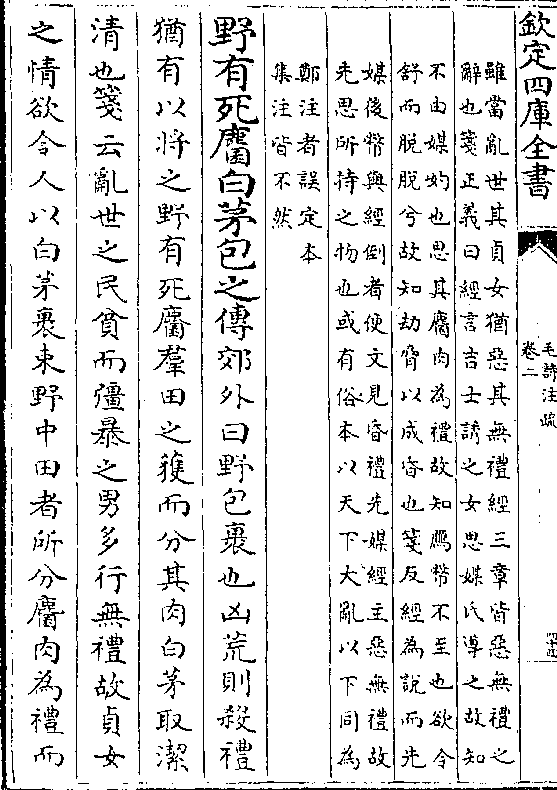 欽定四庫全書
毛詩注疏
卷二
雖當亂世其貞女猶惡其無禮經三章皆惡無禮之
辭也箋正義曰經言吉士誘之女思媒氏導之故知
不由媒妁也思其麕肉為禮故知鴈幣不至也欲令
舒而脫脫兮故知劫脅以成昏也箋反經為說而先
媒後幣與經倒者便文見昏禮先媒經主惡無禮故
先思所持之物也或有俗本以天下大亂以下同為
鄭注者誤定本
集注皆不然
野有死麕白茅包之傳郊外曰野包裹也凶荒則殺禮
猶有以將之野有死麕羣田之獲而分其肉白茅取潔
清也箋云亂世之民貧而彊暴之男多行無禮故貞女
之情欲令人以白茅裹束野中田者所分麕肉為禮而